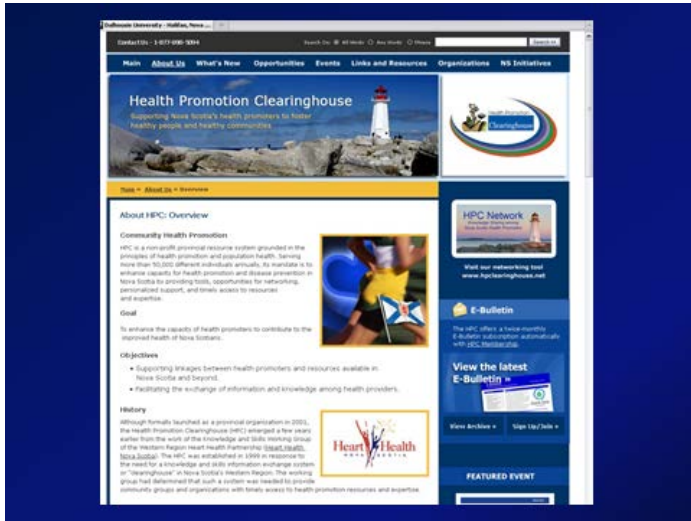 Dalhousie University - Halifax, Nova ...
Contact Us - 1-877-890-5094
Search On: All Words Any Words Phrase
Search >>
Main About Us What's New Opportunities Events Links and Resources Organizations NS Initiatives
Health Promotion Clearinghouse
Supporting Nova Scotia's health promoters to foster
healthy people and healthy communities
Health Promotion
Clearinghouse
Main » About Us » Overview
About HPC: Overview
Community Health Promotion
HPC is a non-profit provincial resource system grounded in the
principles of health promotion and population health. Serving
more than 50,000 different individuals annually, its mandate is to
enhance capacity for health promotion and disease prevention in
Nova Scotia by providing tools, opportunities for networking,
personalized support, and timely access to resources
and expertise.
Goal
To enhance the capacity of health promoters to contribute to the
improved health of Nova Scotians.
Objectives
• Supporting linkages between health promoters and resources available in
Nova Scotia and beyond.
• Facilitating the exchange of information and knowledge among health providers.
History
Although formally launched as a provincial organization in 2001,
the Health Promotion Clearinghouse (HPC) emerged a few years
earlier from the work of the Knowledge and Skills Working Group
of the Western Region Heart Health Partnership (Heart Health
Nova Scotia). The HPC was established in 1999 in response to
the need for a knowledge and skills information exchange system
or "clearinghouse" in Nova Scotia's Western Region. The working
group had determined that such a system was needed to provide
community groups and organizations with timely access to health promotion resources and expertise.
Heart Health
NOVA SCOTIA
HPC Network
Visit our networking tool
www.hpclearinghouse.net
E-Bulletin
The HPC offers a twice-monthly
E-Bulletin subscription automatically
with HPC Membership.
View the latest
E-Bulletin »
View Archive » Sign Up/Join »
FEATURED EVENT